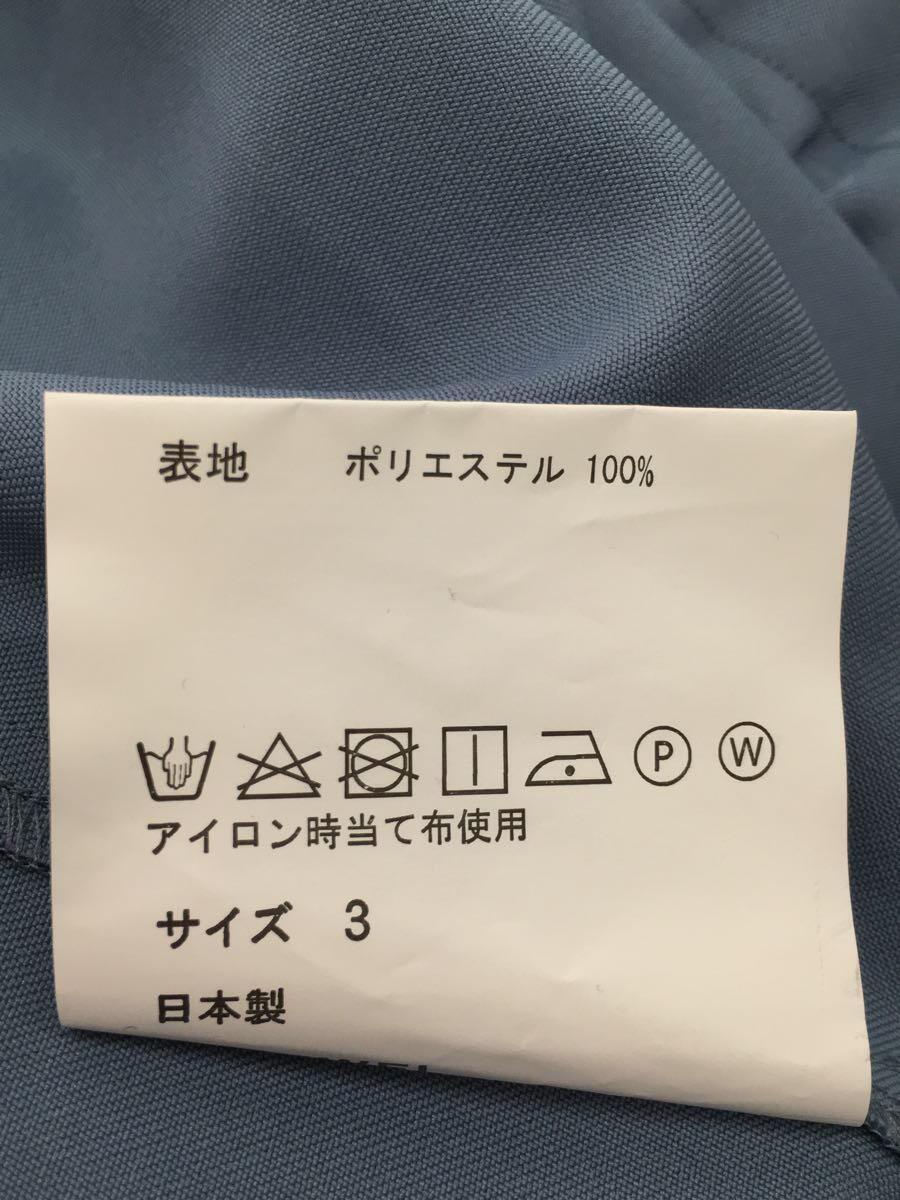 表地 ポリエステル 100%
P W
アイロン時当て布使用
サイズ 3
日本製